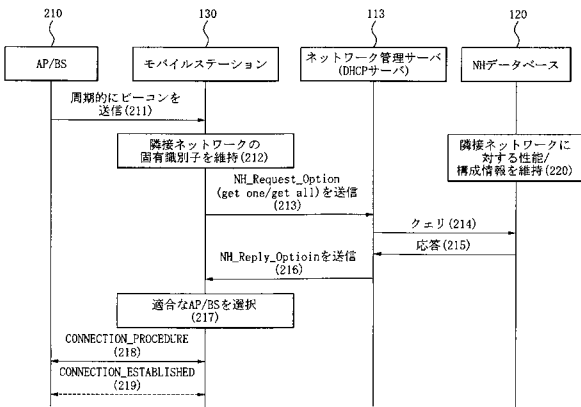 210
130
113
120
AP/BS
モバイルステーション
ネットワーク管理サーバ
(DHCPサーバ)
NHデータベース
周期的にビーコンを
送信(211)
隣接ネットワークの
固有識別子を維持(212)
隣接ネットワークに
対する性能/
構成情報を維持(220)
NH_Request_Option
(get one/get all)を送信
(213)
クェリ(214)
応答(215)
NH_Reply_Optioinを送信
(216)
適合なAP/BSを選択
(217)
CONNECTION_PROCEDURE
(218)
CONNECTION_ESTABLISHED
(219)